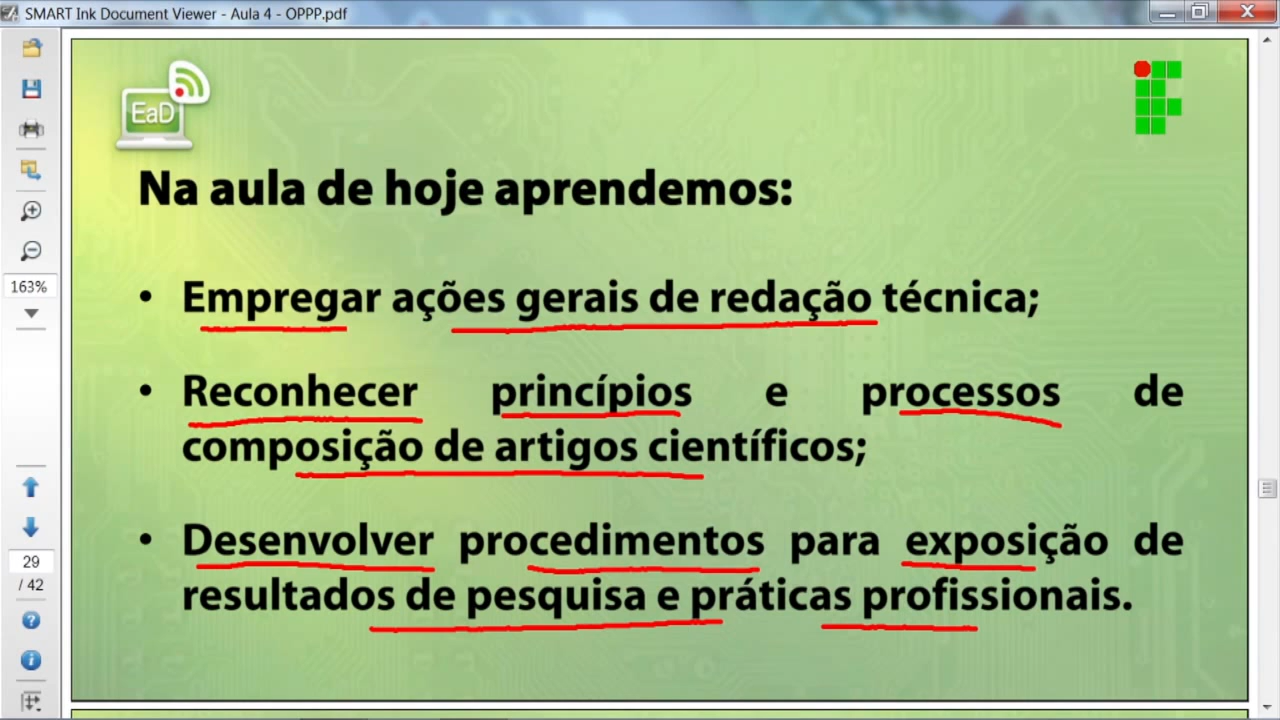 SMART Ink Document Viewer - Aula 4 - OPPP.pdf
EaD
Na aula de hoje aprendemos:
• Empregar ações gerais de redação técnica;
• Reconhecer princípios e processos de
composição de artigos científicos;
• Desenvolver procedimentos para exposição de
resultados de pesquisa e práticas profissionais.
163%
29
/ 42